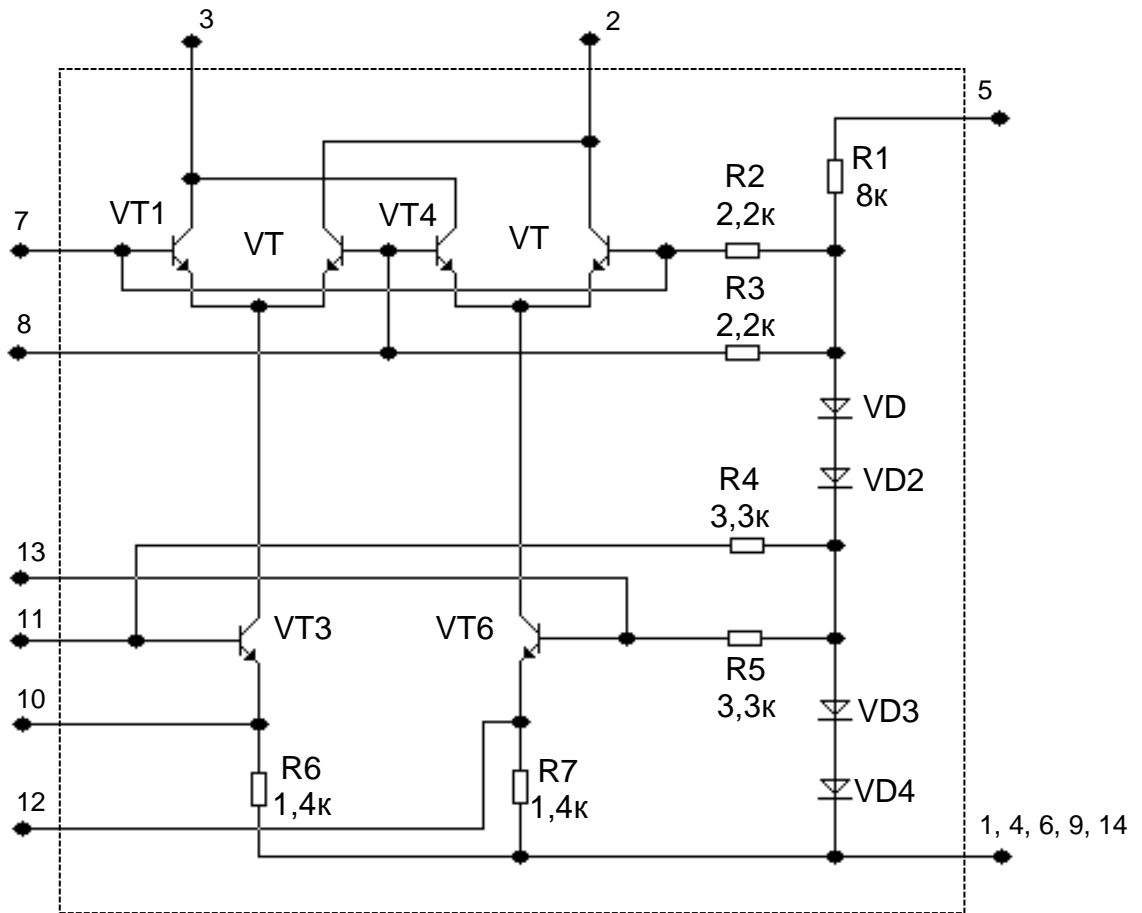 3
2
5
R1
8к
R2
2,2к
VT1
VT
VT4
VT
7
R3
2,2к
8
VD
VD2
R4
3,3к
13
11
VT3
VT6
R5
3,3к
10
VD3
R6
1,4к
R7
1,4к
VD4
12
1, 4, 6, 9, 14